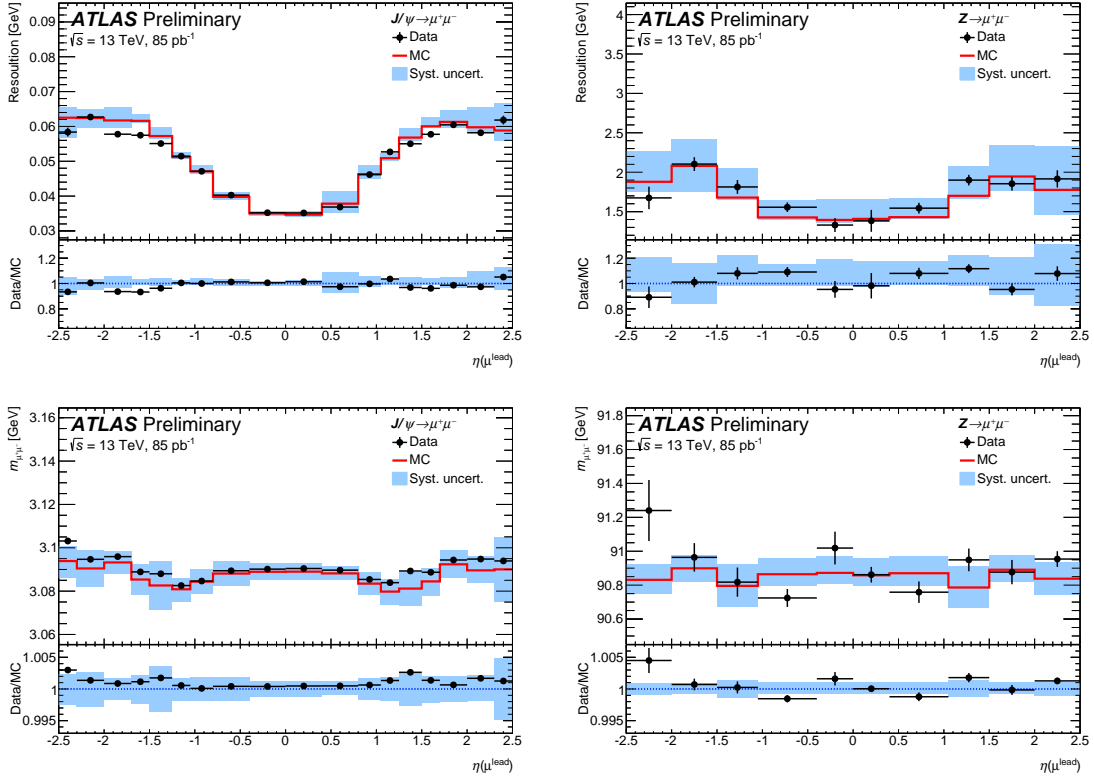 ATLAS Preliminary
√s = 13 TeV, 85 pb-1
J/ψ→μ+μ-
Data
MC
Syst. uncert.
Resoultion [GeV]
0.09
0.08
0.07
0.06
0.05
0.04
0.03
Data/MC
1.2
1
0.8
-2.5 -2 -1.5 -1 -0.5 0 0.5 1 1.5 2 2.5
η(μlead)
ATLAS Preliminary
√s = 13 TeV, 85 pb-1
Z→μ+μ-
Data
MC
Syst. uncert.
Resoultion [GeV]
4
3.5
3
2.5
2
1.5
Data/MC
1.2
1
0.8
-2.5 -2 -1.5 -1 -0.5 0 0.5 1 1.5 2 2.5
η(μlead)
ATLAS Preliminary
√s = 13 TeV, 85 pb-1
J/ψ→μ+μ-
Data
MC
Syst. uncert.
mμ+μ- [GeV]
3.16
3.14
3.12
3.1
3.08
3.06
Data/MC
1.005
1
0.995
-2.5 -2 -1.5 -1 -0.5 0 0.5 1 1.5 2 2.5
η(μlead)
ATLAS Preliminary
√s = 13 TeV, 85 pb-1
Z→μ+μ-
Data
MC
Syst. uncert.
mμ+μ- [GeV]
91.8
91.6
91.4
91.2
91
90.8
90.6
Data/MC
1.005
1
0.995
-2.5 -2 -1.5 -1 -0.5 0 0.5 1 1.5 2 2.5
η(μlead)